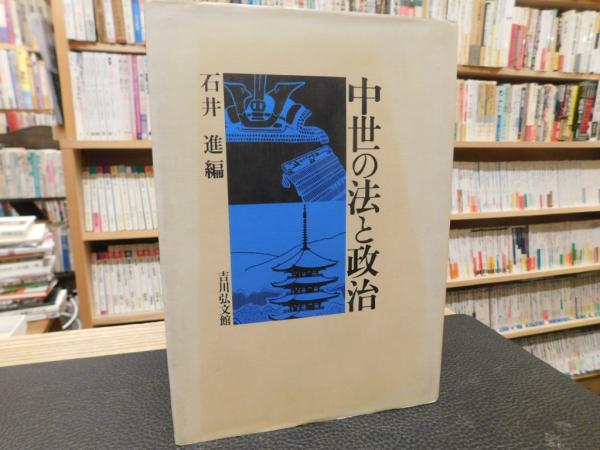 中世の法と政治
石井 進編
吉川弘文館